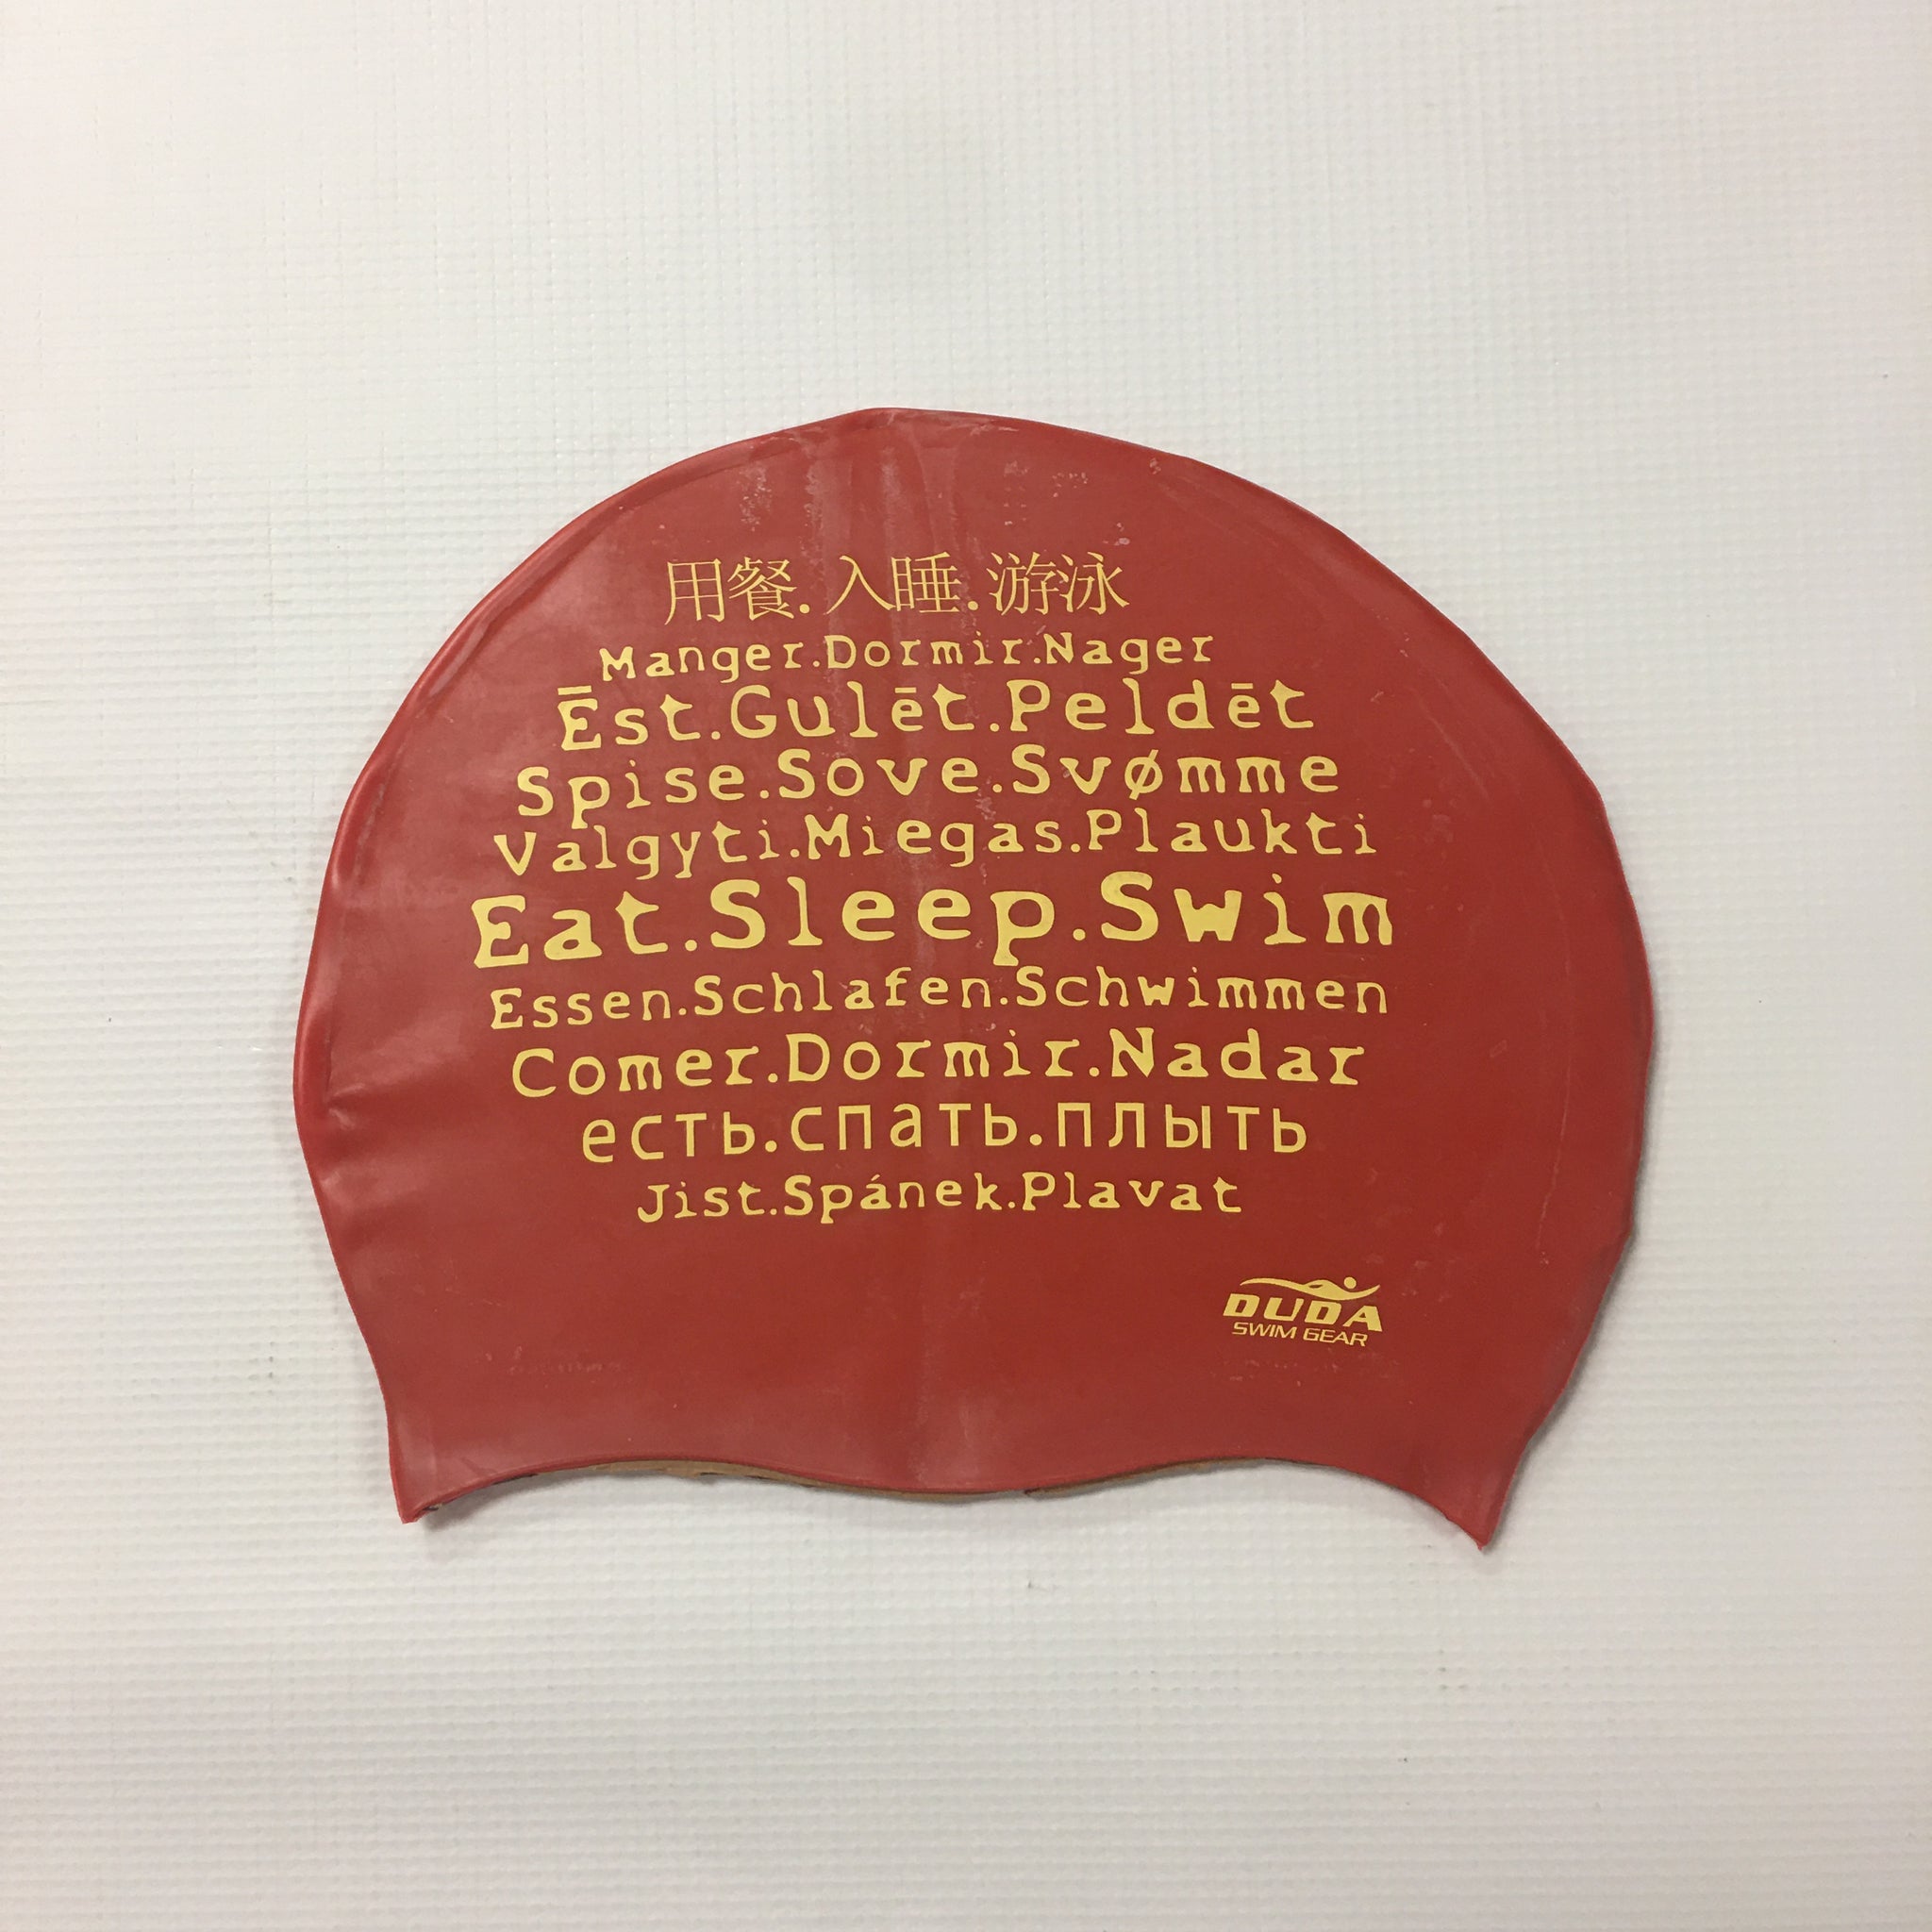 用餐.入睡.游泳
Manger.Dormir.Nager
Ēst.Gulēt.Peldēt
Spise.Sove.Svømme
Valgyti.Miegas.Plaukti
Eat.Sleep.Swim
Essen.Schlafen.Schwimmen
Comer.Dormir.Nadar
есть.спать.плыть
Jist.Spánek.Plavat
DUDA
SWIM GEAR